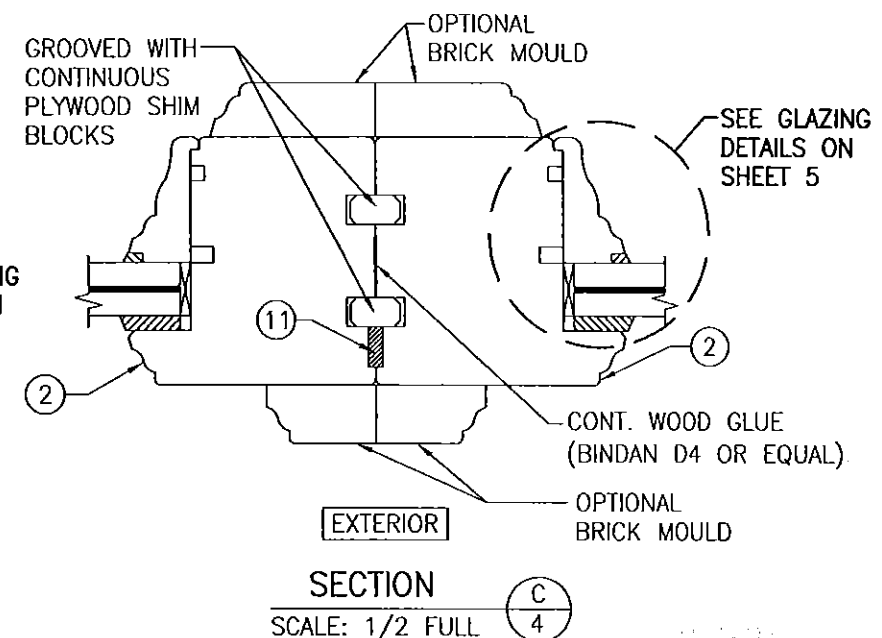 OPTIONAL
BRICK MOULD
GROOVED WITH
CONTINUOUS
PLYWOOD SHIM
BLOCKS
SEE GLAZING
DETAILS ON
SHEET 5
NG
11
2
2
CONT. WOOD GLUE
(BINDAN D4 OR EQUAL)
OPTIONAL
BRICK MOULD
EXTERIOR
SECTION
C
4
SCALE: 1/2 FULL